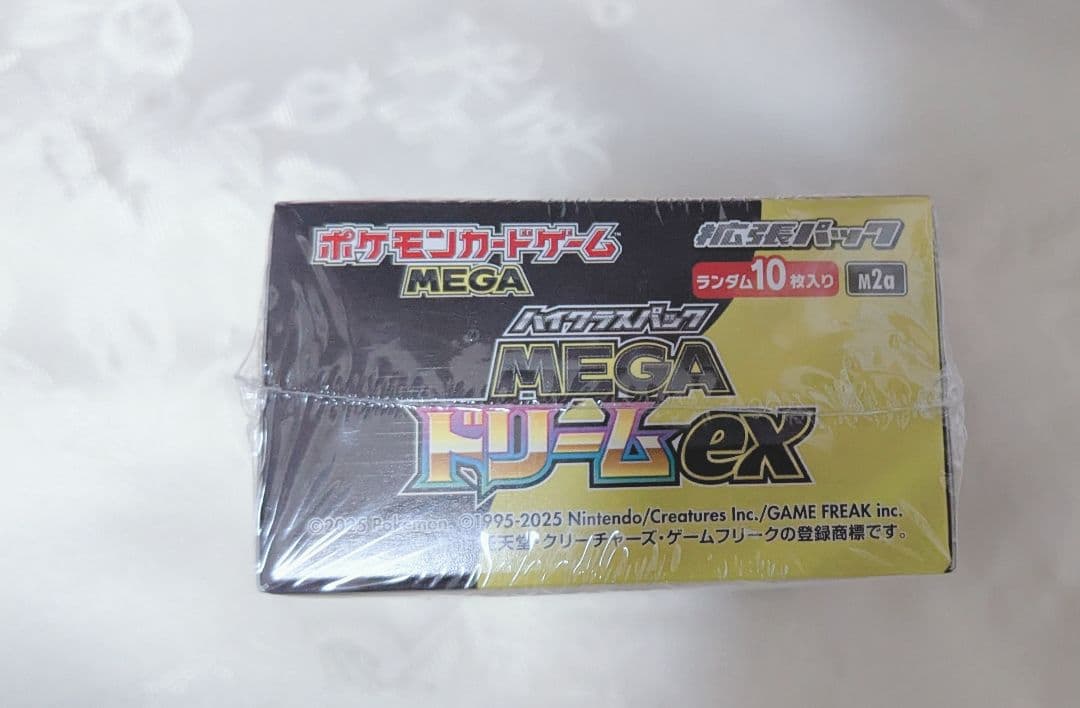 ポケモンカードゲーム
MEGA
拡張パック
ランダム10枚入り M2a
ハイクラスパック
MEGA
ドリームex
©2025 Pokémon. ©1995-2025 Nintendo/Creatures Inc./GAME FREAK inc.
天堂・クリーチャーズ・ゲームフリークの登録商標です。